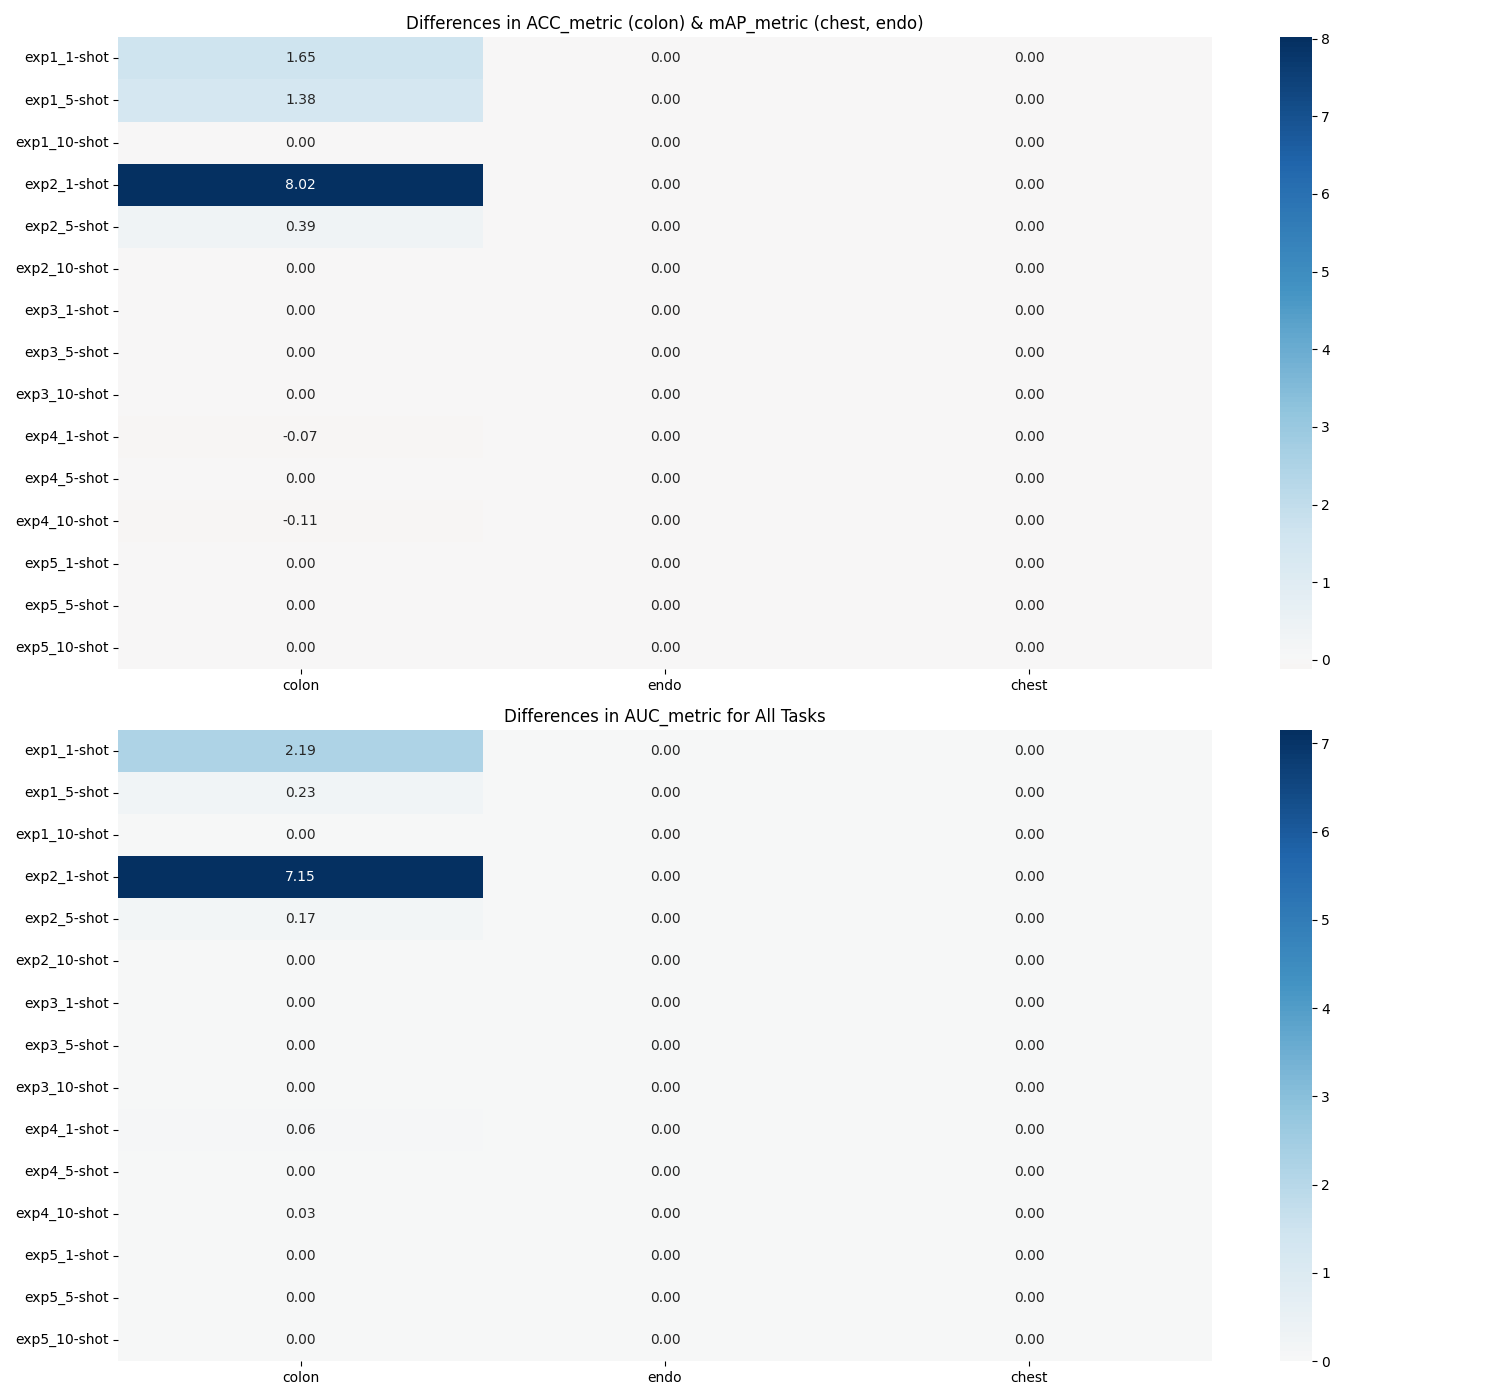 Differences in ACC_metric (colon) & mAP_metric (chest, endo)
exp1_1-shot 1.65 0.00 0.00
exp1_5-shot 1.38 0.00 0.00
exp1_10-shot 0.00 0.00 0.00
exp2_1-shot 8.02 0.00 0.00
exp2_5-shot 0.39 0.00 0.00
exp2_10-shot 0.00 0.00 0.00
exp3_1-shot 0.00 0.00 0.00
exp3_5-shot 0.00 0.00 0.00
exp3_10-shot 0.00 0.00 0.00
exp4_1-shot -0.07 0.00 0.00
exp4_5-shot 0.00 0.00 0.00
exp4_10-shot -0.11 0.00 0.00
exp5_1-shot 0.00 0.00 0.00
exp5_5-shot 0.00 0.00 0.00
exp5_10-shot 0.00 0.00 0.00
colon endo chest
8
7
6
5
4
3
2
1
0
Differences in AUC_metric for All Tasks
exp1_1-shot 2.19 0.00 0.00
exp1_5-shot 0.23 0.00 0.00
exp1_10-shot 0.00 0.00 0.00
exp2_1-shot 7.15 0.00 0.00
exp2_5-shot 0.17 0.00 0.00
exp2_10-shot 0.00 0.00 0.00
exp3_1-shot 0.00 0.00 0.00
exp3_5-shot 0.00 0.00 0.00
exp3_10-shot 0.00 0.00 0.00
exp4_1-shot 0.06 0.00 0.00
exp4_5-shot 0.00 0.00 0.00
exp4_10-shot 0.03 0.00 0.00
exp5_1-shot 0.00 0.00 0.00
exp5_5-shot 0.00 0.00 0.00
exp5_10-shot 0.00 0.00 0.00
colon endo chest
7
6
5
4
3
2
1
0